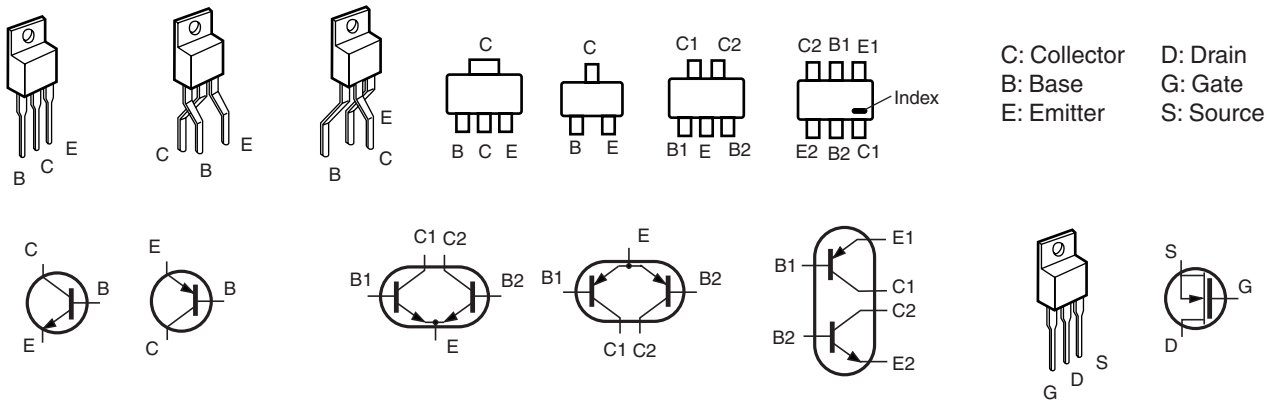 C
C
C1 C2
C2 B1 E1
C: Collector D: Drain
B: Base G: Gate
E: Emitter S: Source
Index
B C E
C B E
B E C
B C E
B E
B1 E B2
E2 B2 C1
C
B
E
E
B
C
C1 C2
B1 B2
E
E
B1 B2
C1 C2
E1
B1
C1
C2
B2
E2
G D S
S
G
D